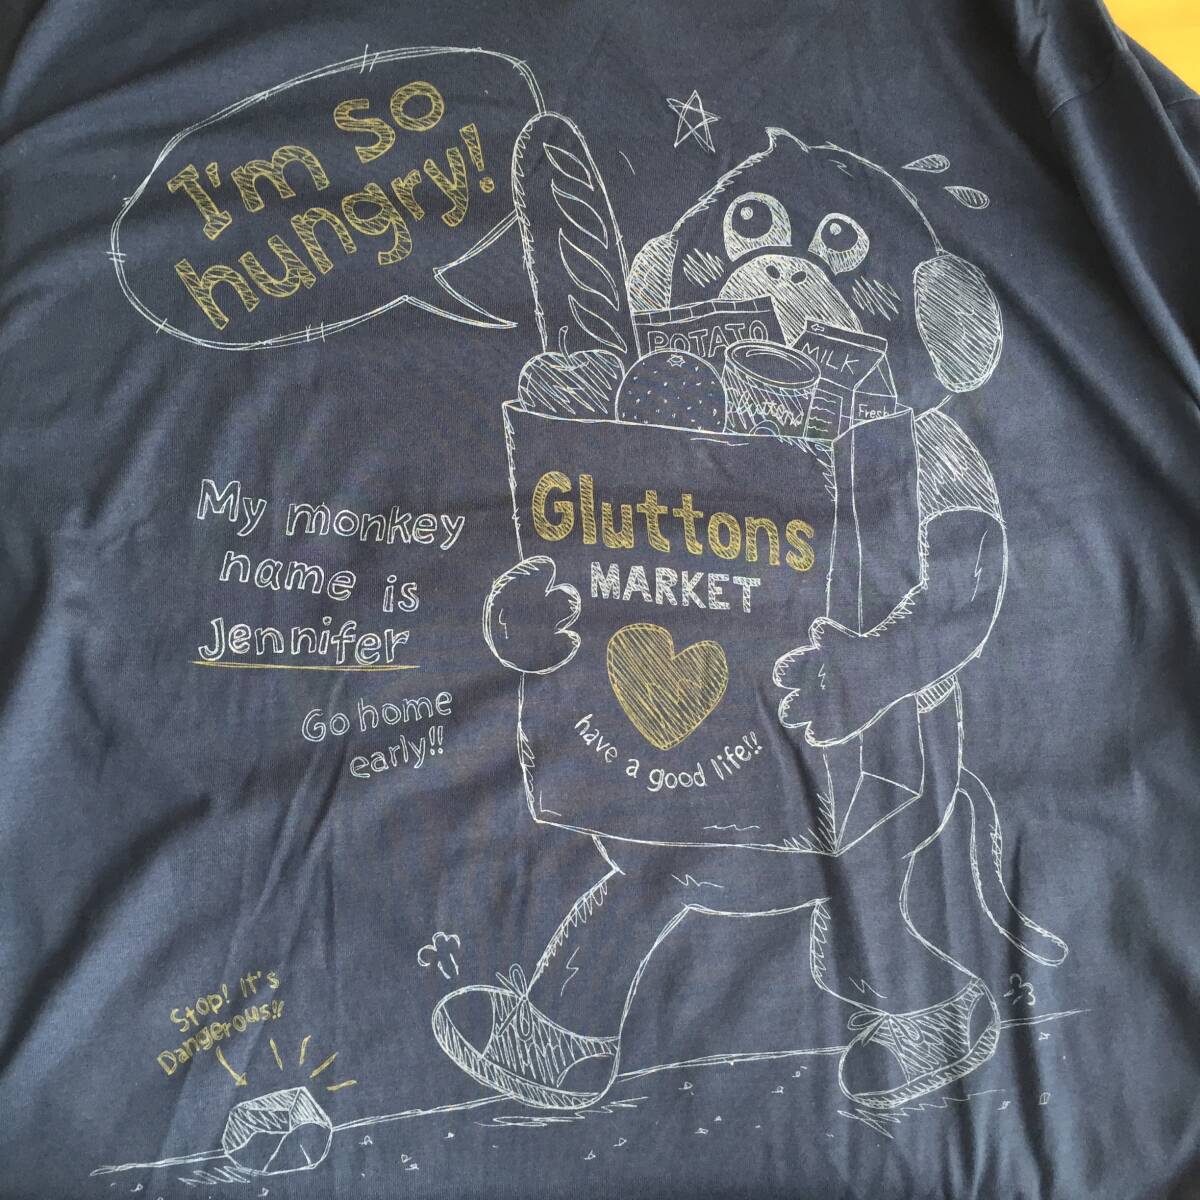 I'm so
hungry!
POTATO
MILK
Fresh
Gluttons
MARKET
have a good life!!
My monkey
name is
Jennifer
Go home
early!!
Stop! It's
Dangerous!!